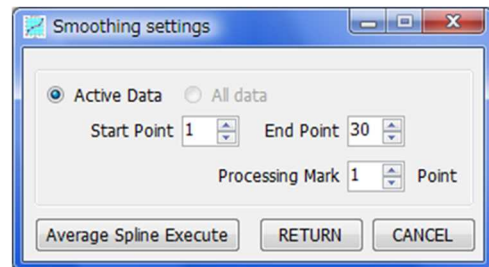 Smoothing settings
Active Data All data
Start Point 1 End Point 30
Processing Mark 1 Point
Average Spline Execute RETURN CANCEL